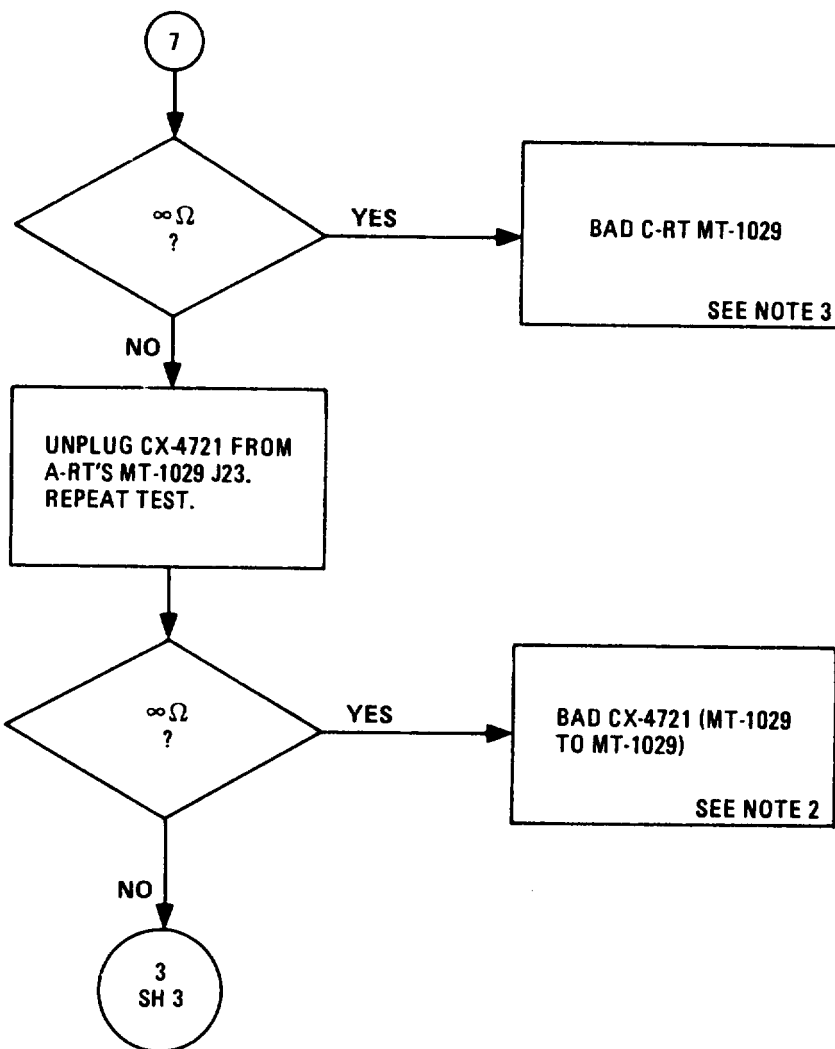 7
∞Ω
?
YES
BAD C-RT MT-1029
SEE NOTE 3
NO
UNPLUG CX-4721 FROM
A-RT'S MT-1029 J23.
REPEAT TEST.
∞Ω
?
YES
BAD CX-4721 (MT-1029
TO MT-1029)
SEE NOTE 2
NO
3
SH 3